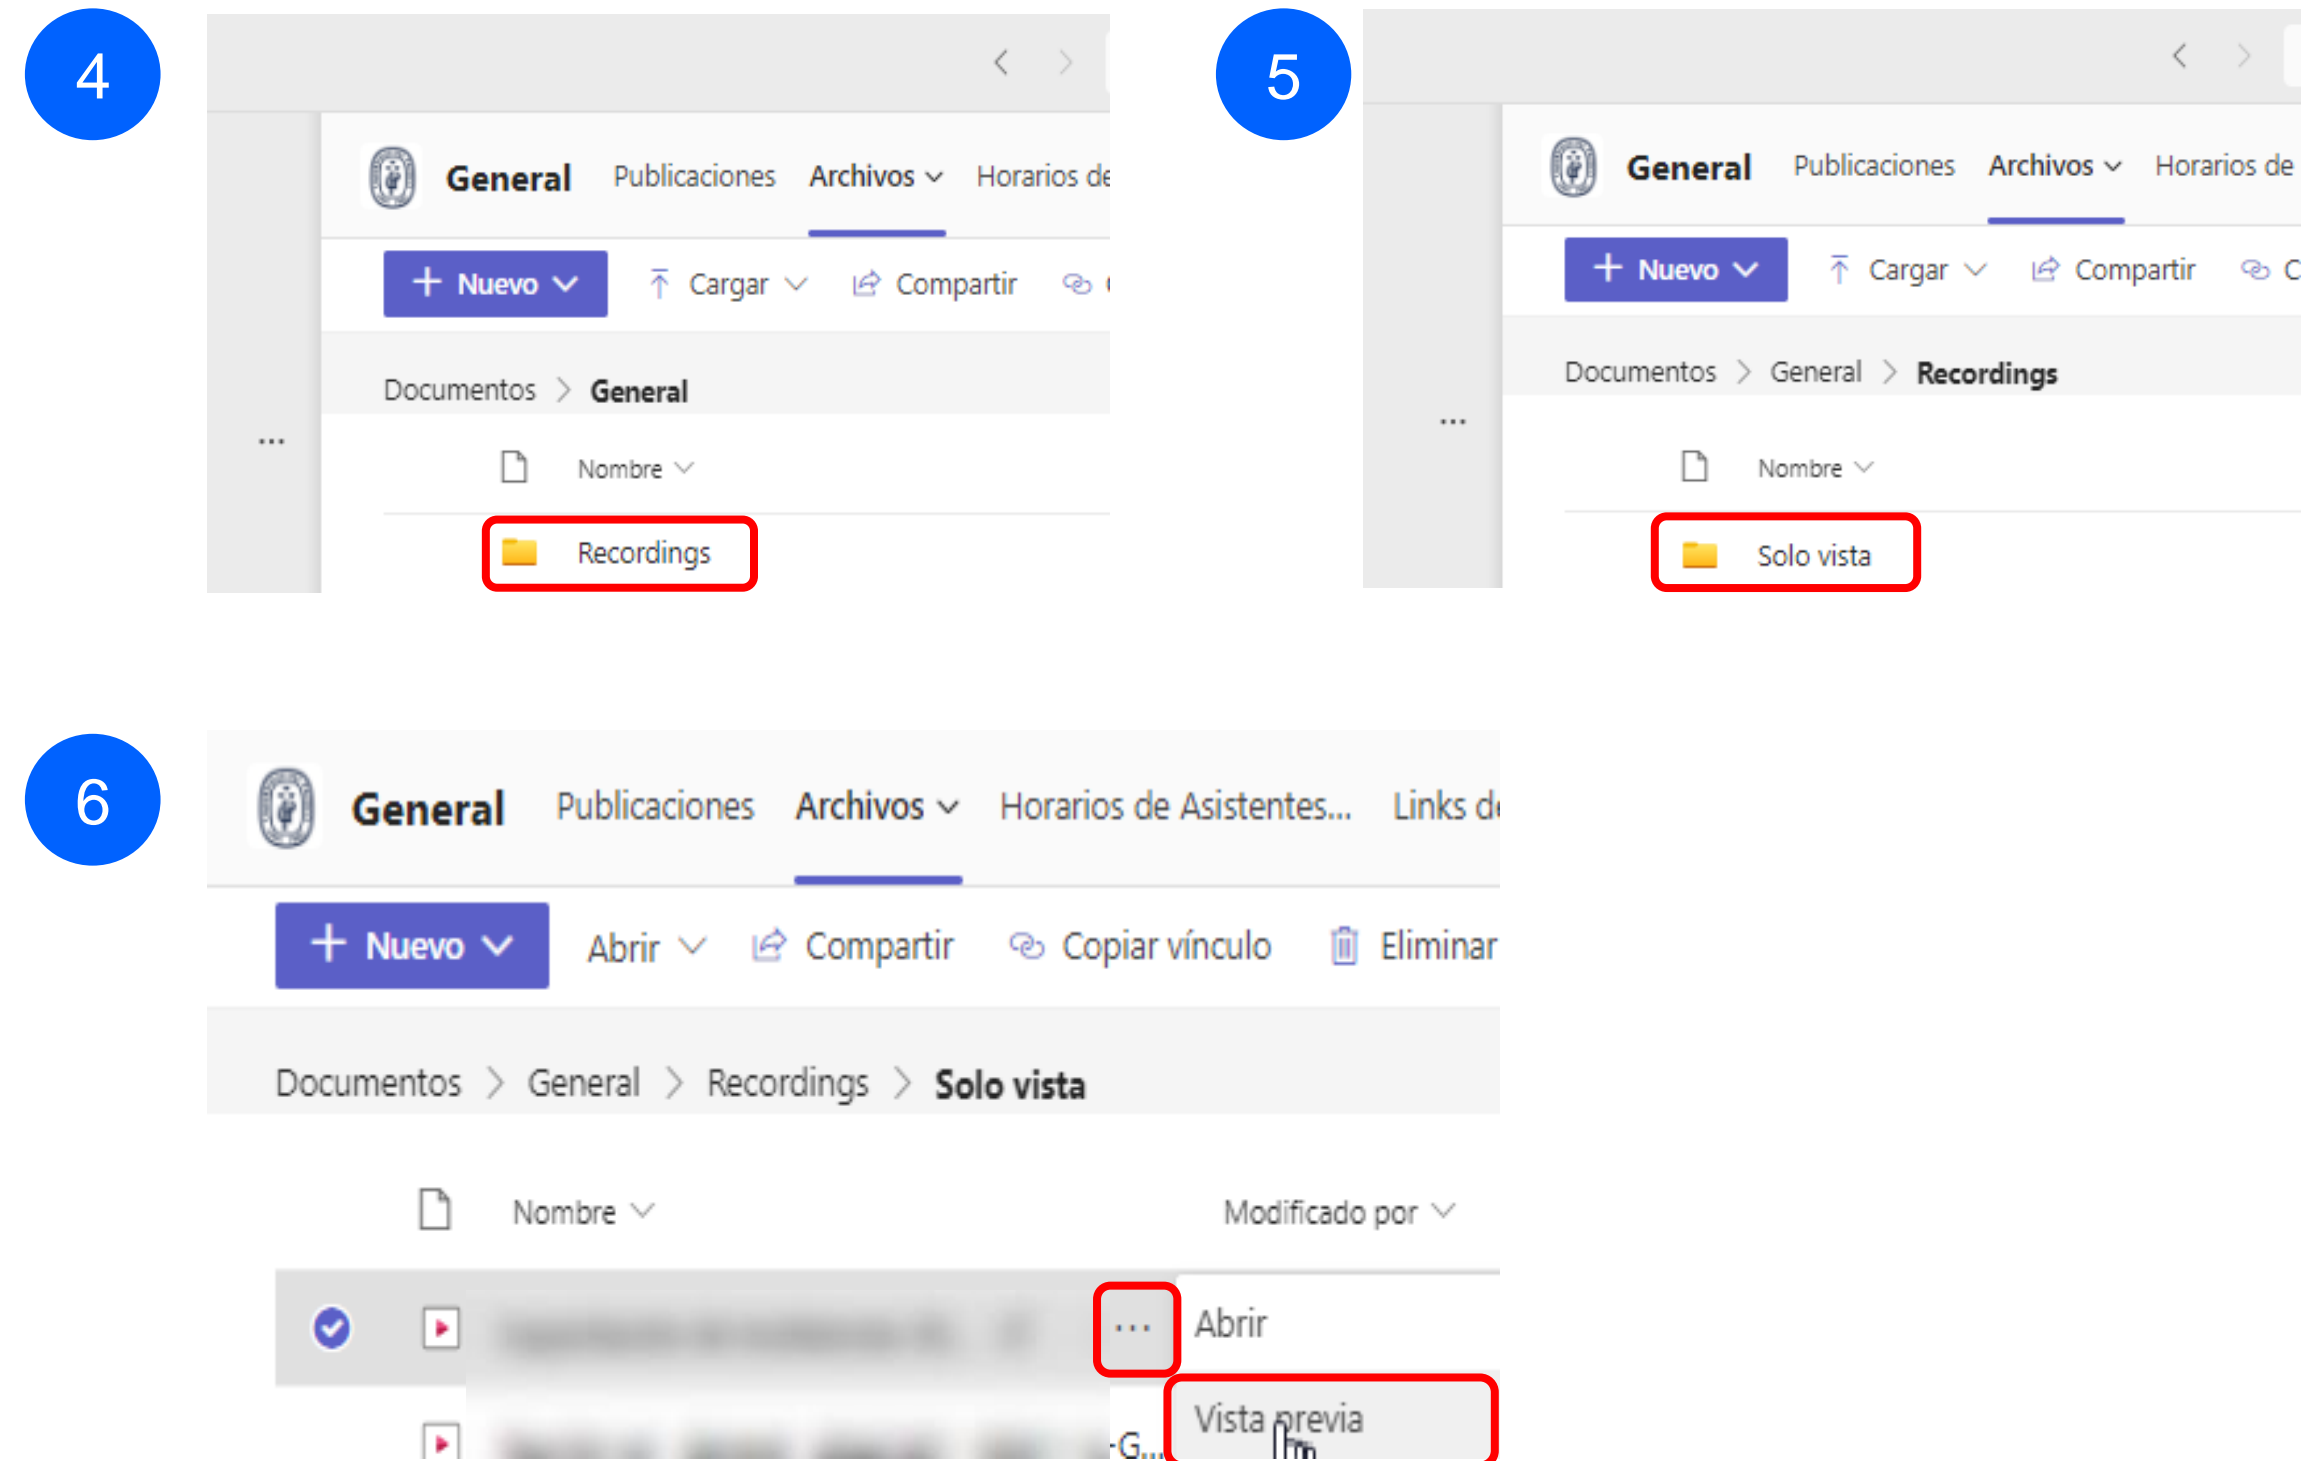 4
General Publicaciones Archivos Horarios de
+ Nuevo Cargar Compartir
Documentos > General
...
Nombre
Recordings
5
General Publicaciones Archivos Horarios de
+ Nuevo Cargar Compartir C
Documentos > General > Recordings
...
Nombre
Solo vista
6
General Publicaciones Archivos Horarios de Asistentes... Links de
+ Nuevo Abrir Compartir Copiar vínculo Eliminar
Documentos > General > Recordings > Solo vista
Nombre Modificado por
... Abrir
-G... Vista previa